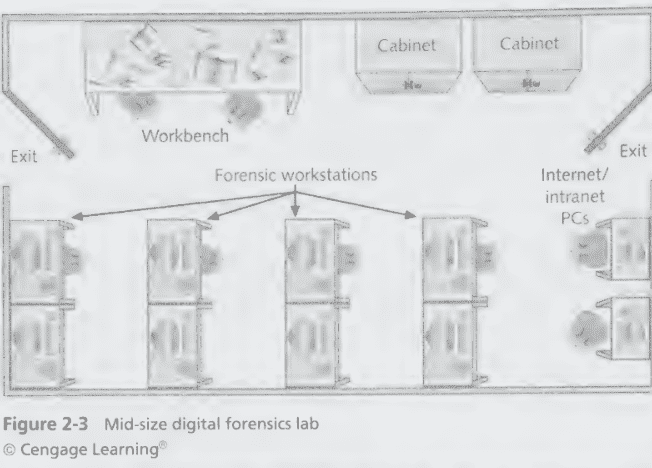 Cabinet
Cabinet
Workbench
Exit
Exit
Forensic workstations
Internet/
intranet
PCs
Figure 2-3 Mid-size digital forensics lab
© Cengage Learning®